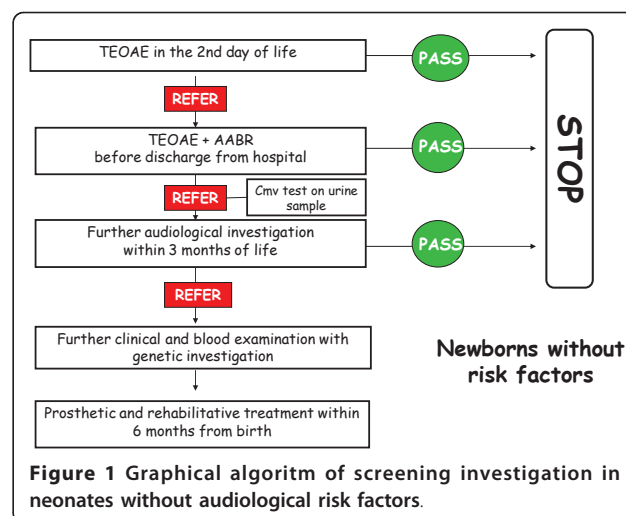 TEOAE in the 2nd day of life
PASS
REFER
TEOAE + AABR
before discharge from hospital
PASS
STOP
REFER
Cmv test on urine
sample
Further audiological investigation
within 3 months of life
PASS
REFER
Further clinical and blood examination with
genetic investigation
Newborns without
risk factors
Prosthetic and rehabilitative treatment within
6 months from birth
Figure 1 Graphical algoritm of screening investigation in
neonates without audiological risk factors.